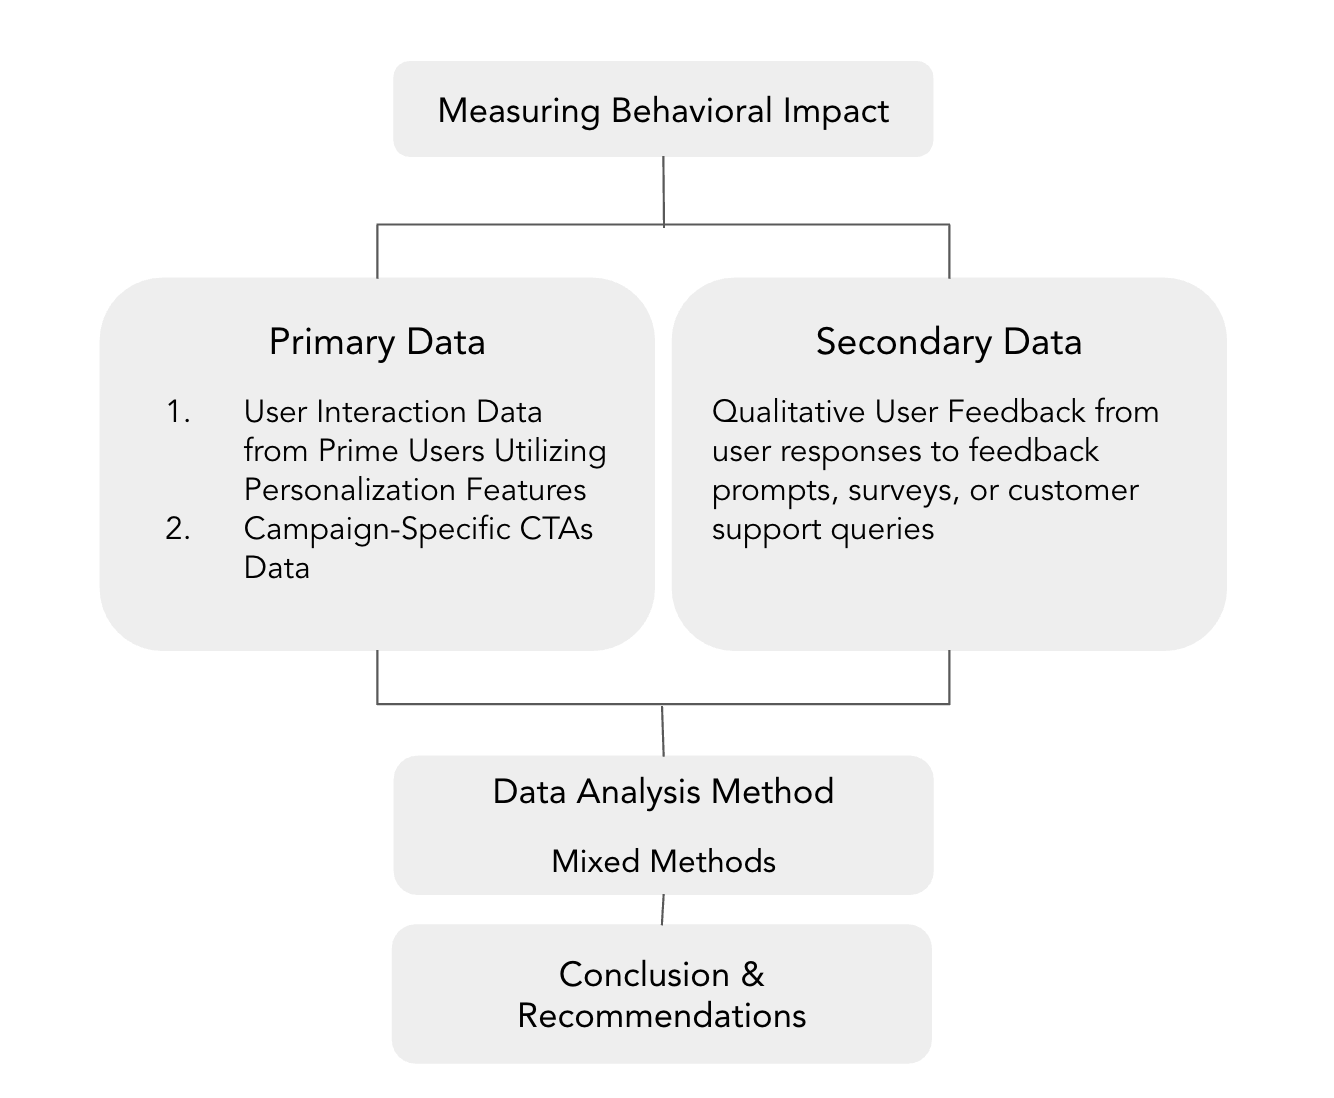 Measuring Behavioral Impact
Primary Data
1. User Interaction Data
from Prime Users Utilizing
Personalization Features
2. Campaign-Specific CTAs
Data
Secondary Data
Qualitative User Feedback from
user responses to feedback
prompts, surveys, or customer
support queries
Data Analysis Method
Mixed Methods
Conclusion &
Recommendations